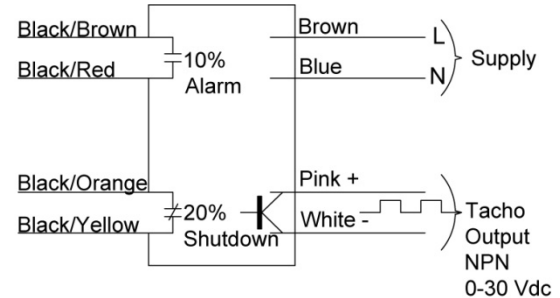 Black/Brown
Black/Red
10%
Alarm
Brown
L
Blue
N
Supply
Black/Orange
Black/Yellow
20%
Shutdown
Pink +
White -
Tacho
Output
NPN
0-30 Vdc